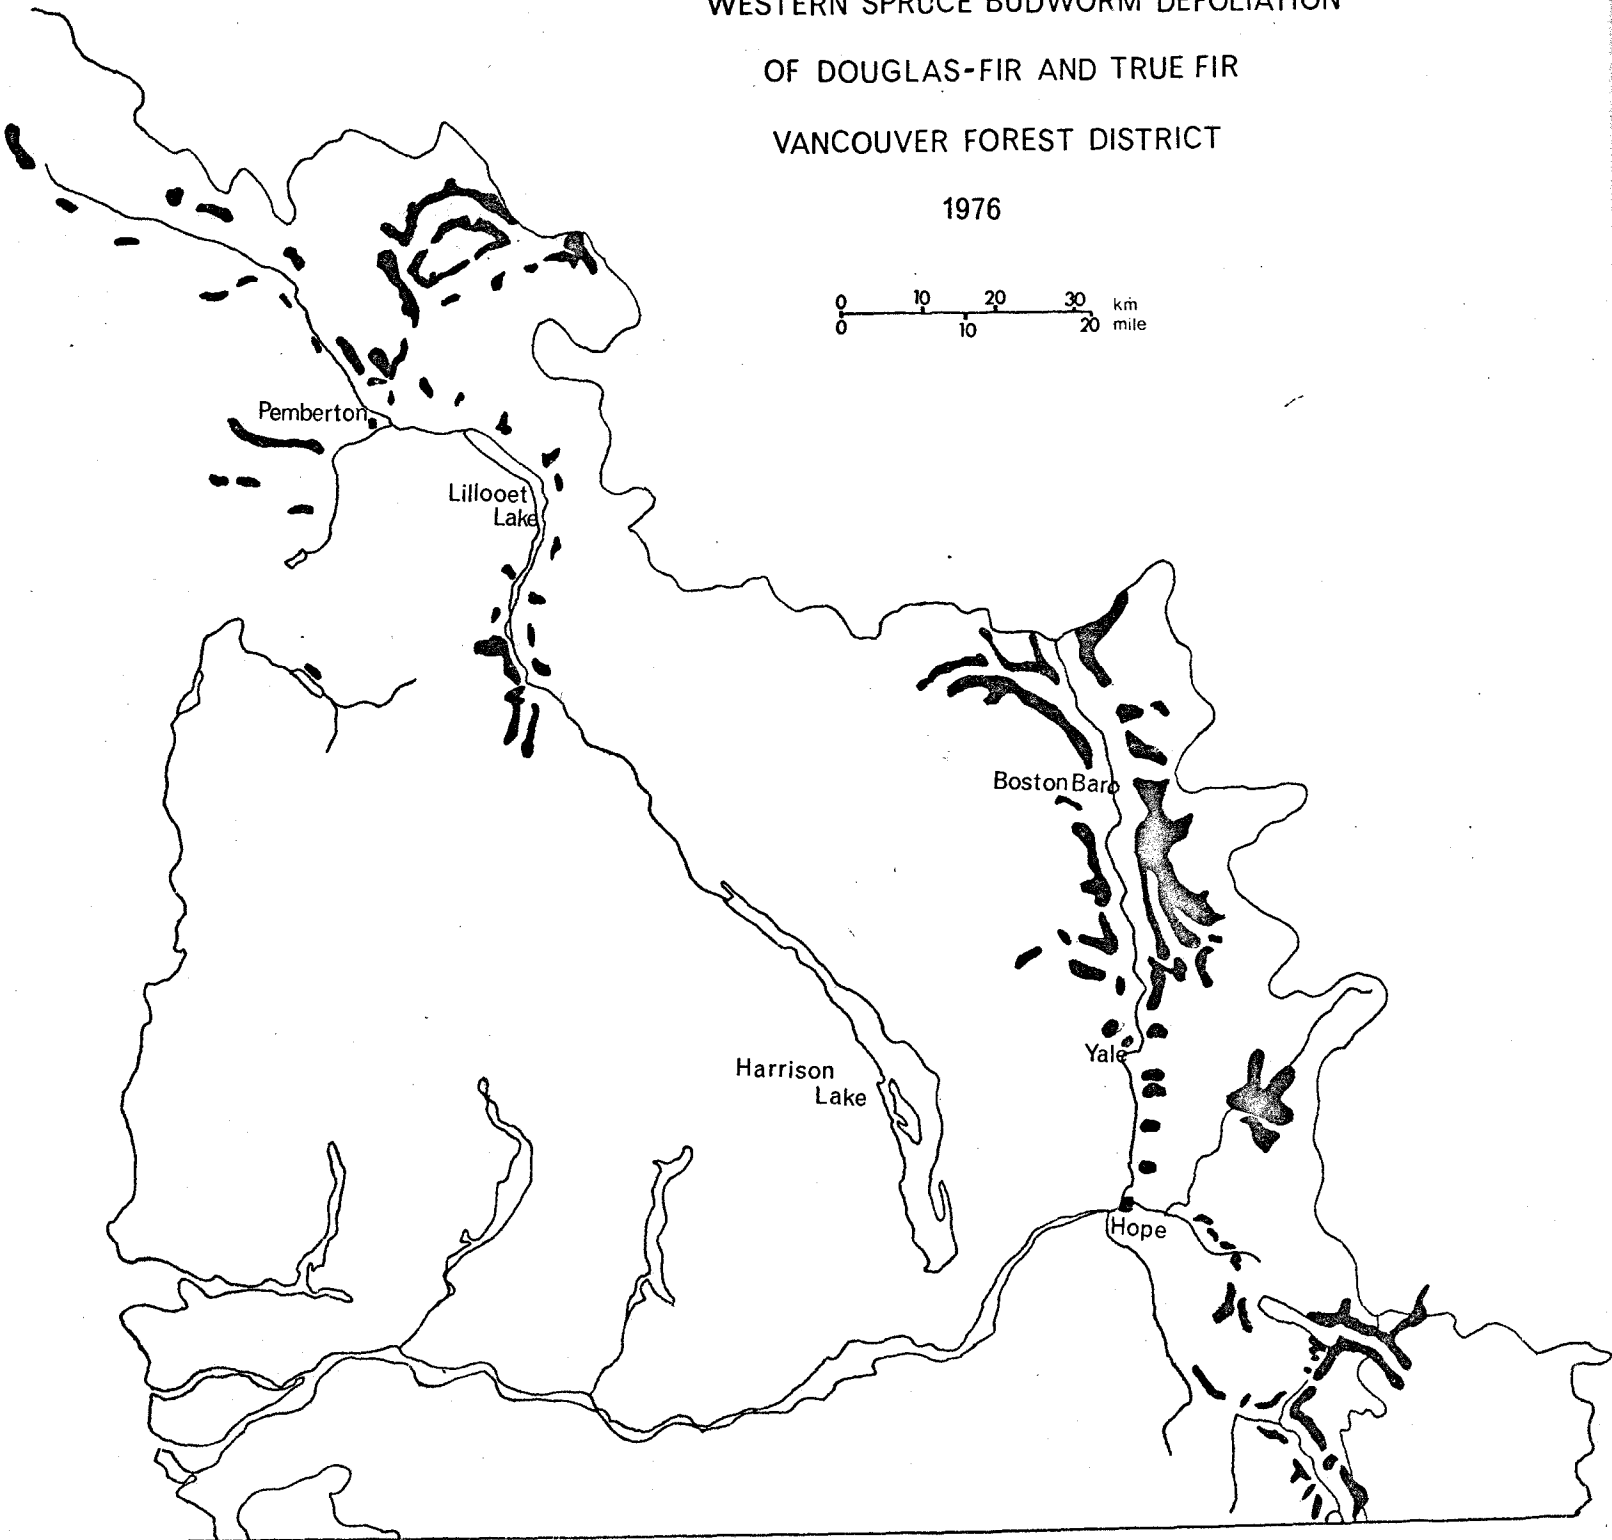 WESTERN SPRUCE BUDWORM DEFOLIATION
OF DOUGLAS-FIR AND TRUE FIR
VANCOUVER FOREST DISTRICT
1976
0 10 20 30 km
0 10 20 mile
Pemberton
Lillooet
Lake
Boston Bar
Yale
Harrison
Lake
Hope